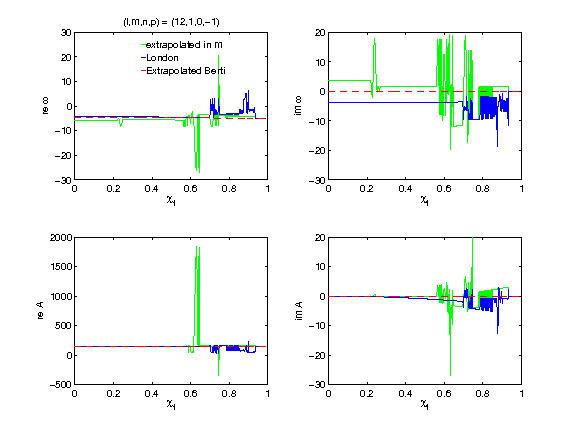 (l,m,n,p) = (12,1,0,−1)
30
20
10
0
−10
−20
−30
re ω
0 0.2 0.4 0.6 0.8 1
χf
extrapolated in m
London
Extrapolated Berti
30
20
10
0
−10
−20
−30
im ω
0 0.2 0.4 0.6 0.8 1
χf
2000
1500
1000
500
0
−500
re A
0 0.2 0.4 0.6 0.8 1
χf
20
10
0
−10
−20
−30
im A
0 0.2 0.4 0.6 0.8 1
χf